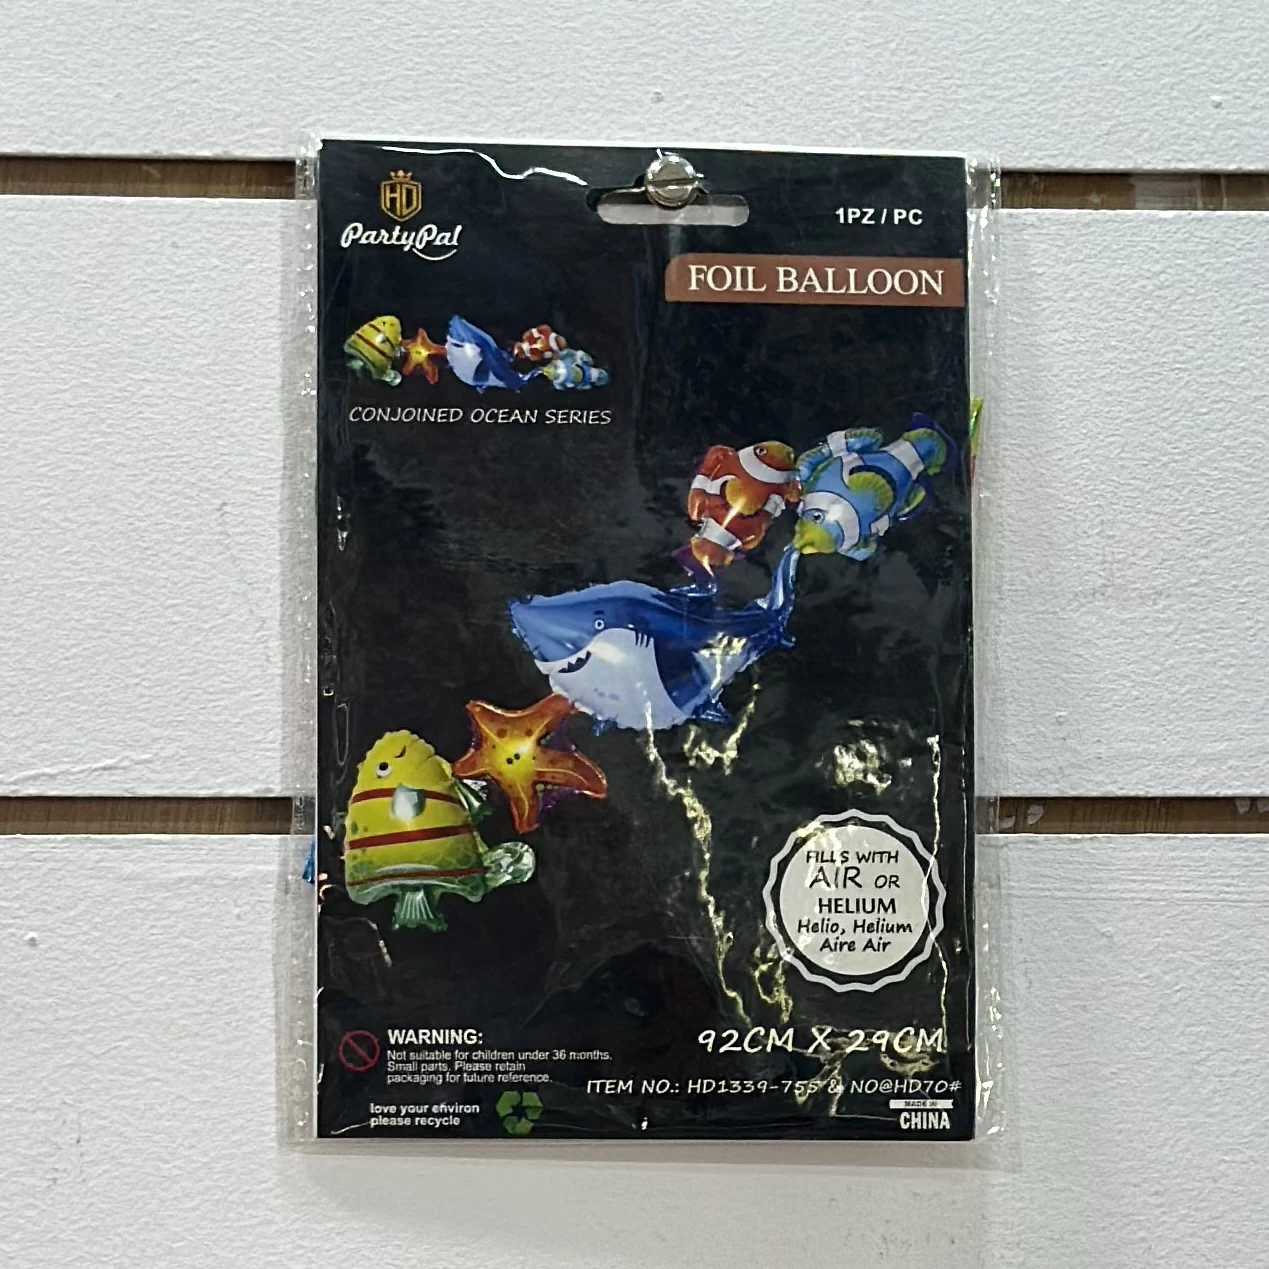 HD
PartyPal
1PZ / PC
FOIL BALLOON
CONJOINED OCEAN SERIES
FILLS WITH
AIR OR
HELIUM
Helio, Helium
Aire Air
92CM X 29CM
WARNING:
Not suitable for children under 36 months.
Small parts. Please retain
packaging for future reference.
ITEM NO.: HD1339-755 & NO@HD70#
love your environ
please recycle
MADE IN
CHINA